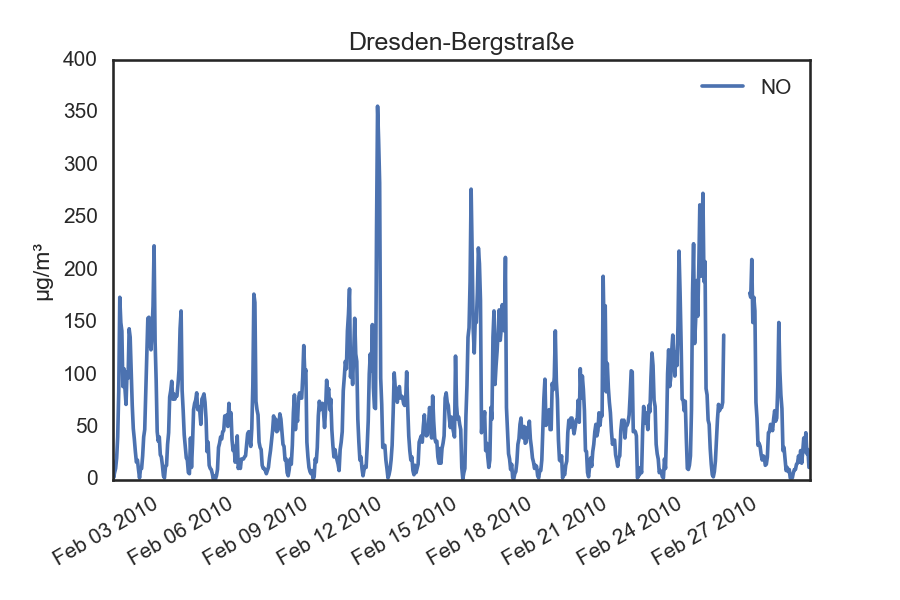 Dresden-Bergstraße
NO
µg/m³
400
350
300
250
200
150
100
50
0
Feb 03 2010
Feb 06 2010
Feb 09 2010
Feb 12 2010
Feb 15 2010
Feb 18 2010
Feb 21 2010
Feb 24 2010
Feb 27 2010